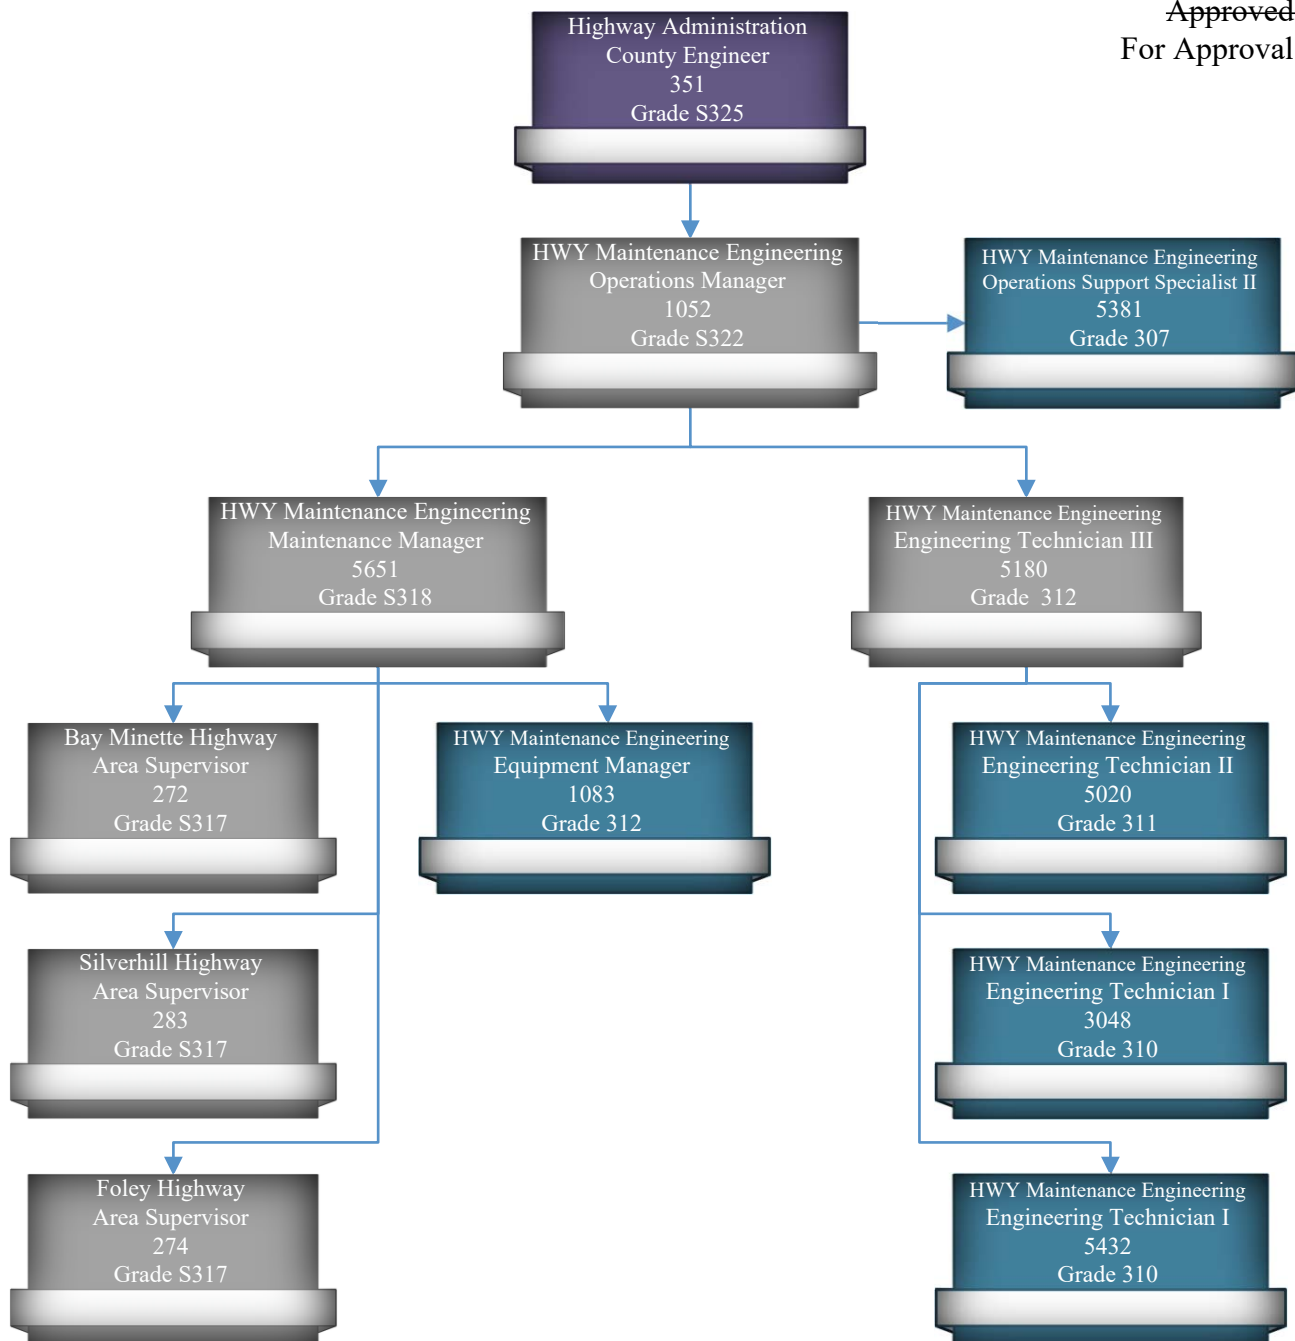 Approved
For Approval
Highway Administration
County Engineer
351
Grade S325
HWY Maintenance Engineering
Operations Manager
1052
Grade S322
HWY Maintenance Engineering
Operations Support Specialist II
5381
Grade 307
HWY Maintenance Engineering
Maintenance Manager
5651
Grade S318
HWY Maintenance Engineering
Engineering Technician III
5180
Grade  312
Bay Minette Highway
Area Supervisor
272
Grade S317
HWY Maintenance Engineering
Equipment Manager
1083
Grade 312
HWY Maintenance Engineering
Engineering Technician II
5020
Grade 311
Silverhill Highway
Area Supervisor
283
Grade S317
HWY Maintenance Engineering
Engineering Technician I
3048
Grade 310
Foley Highway
Area Supervisor
274
Grade S317
HWY Maintenance Engineering
Engineering Technician I
5432
Grade 310